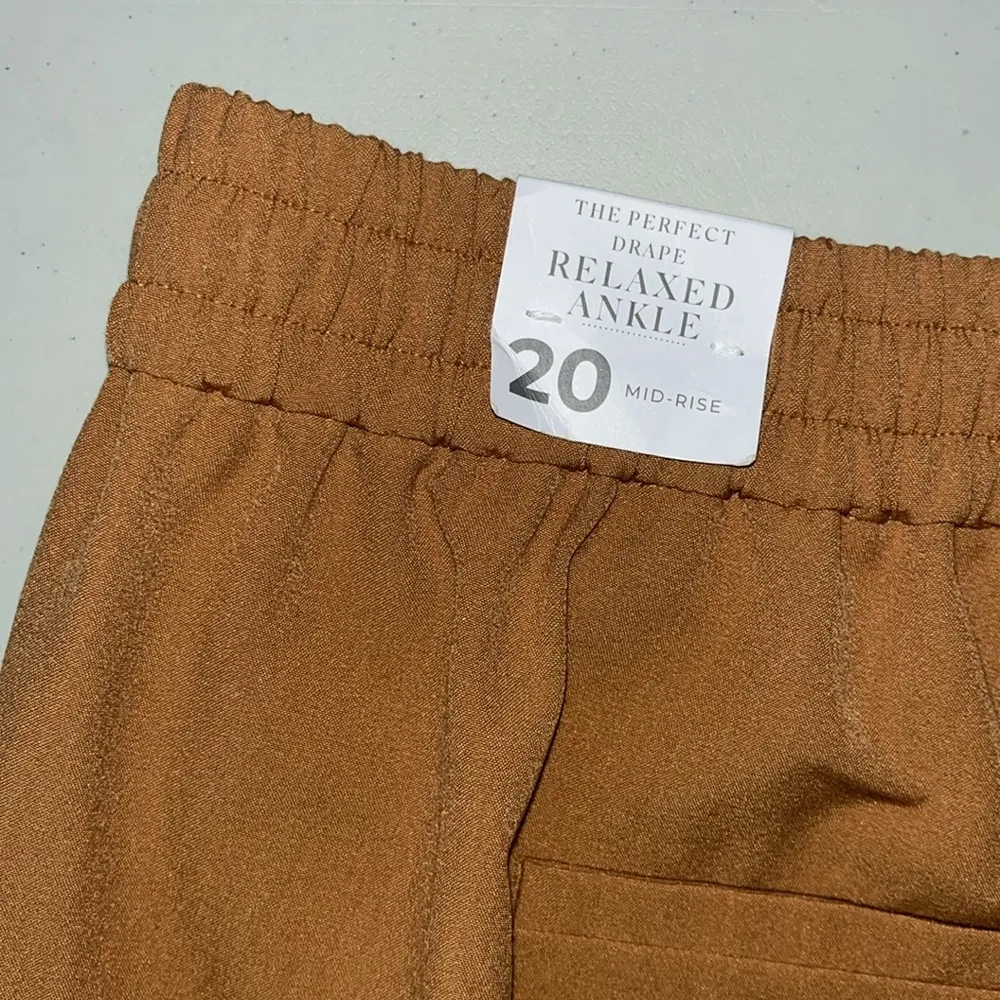 THE PERFECT
DRAPE
RELAXED
ANKLE
20 MID-RISE